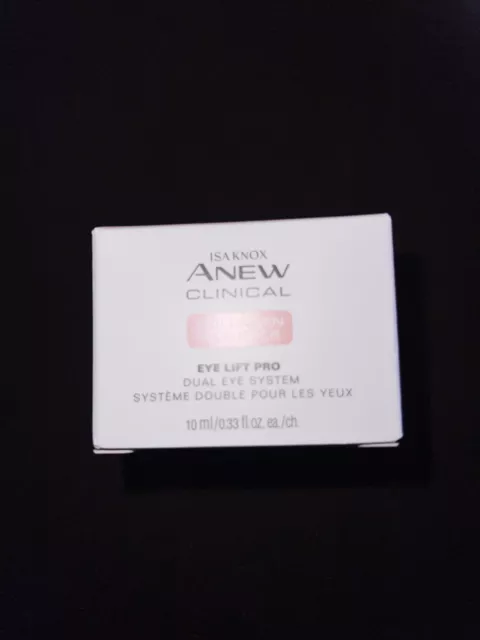 ISA KNOX
ANEW
CLINICAL
EYE LIFT PRO
DUAL EYE SYSTEM
SYSTÈME DOUBLE POUR LES YEUX
10 ml/0.33 fl.oz. ea./ch.